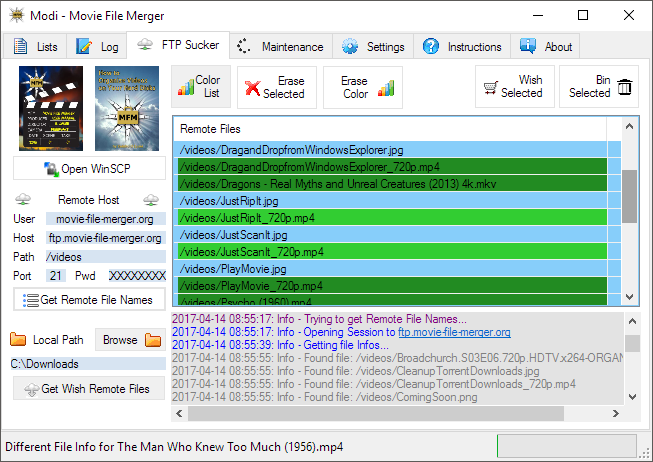 Modi - Movie File Merger
Lists
Log
FTP Sucker
Maintenance
Settings
Instructions
About
MFM
MFM
Color List
Erase Selected
Erase Color
Wish Selected
Bin Selected
Open WinSCP
Remote Host
User movie-file-merger.org
Host ftp.movie-file-merger.org
Path /videos
Port 21 Pwd XXXXXXXX
Get Remote File Names
Local Path Browse
C:\Downloads
Get Wish Remote Files
Remote Files
/videos/DragandDropfromWindowsExplorer.jpg
/videos/DragandDropfromWindowsExplorer_720p.mp4
/videos/Dragons - Real Myths and Unreal Creatures (2013) 4k.mkv
/videos/JustRipIt.jpg
/videos/JustRipIt_720p.mp4
/videos/JustScanIt.jpg
/videos/JustScanIt_720p.mp4
/videos/PlayMovie.jpg
/videos/PlayMovie_720p.mp4
/videos/Psycho (1960).mp4
2017-04-14 08:55:17: Info - Trying to get Remote File Names...
2017-04-14 08:55:17: Info - Opening Session to ftp.movie-file-merger.org
2017-04-14 08:55:39: Info - Getting file Infos...
2017-04-14 08:55:55: Info - Found file: /videos/Broadchurch.S03E06.720p.HDTV.x264-ORGAN
2017-04-14 08:55:55: Info - Found file: /videos/CleanupTorrentDownloads.jpg
2017-04-14 08:55:55: Info - Found file: /videos/CleanupTorrentDownloads_720p.mp4
2017-04-14 08:55:55: Info - Found file: /videos/ComingSoon.png
Different File Info for The Man Who Knew Too Much (1956).mp4